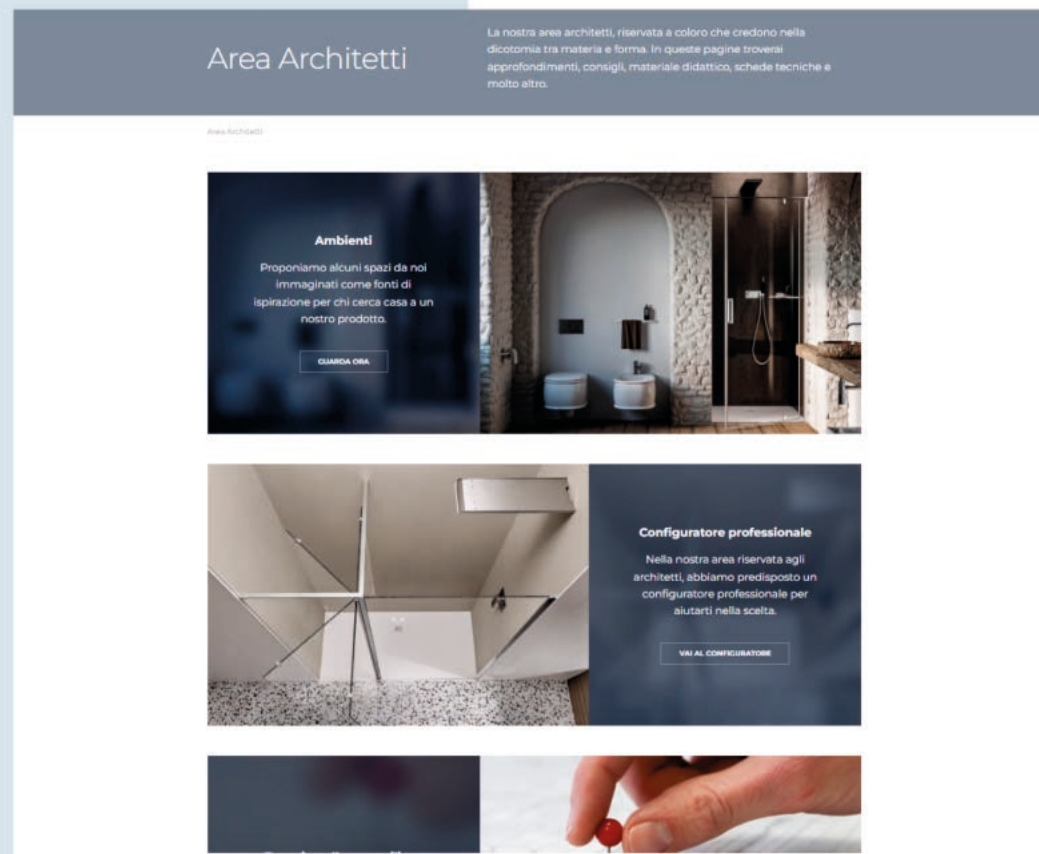 Area Architetti
La nostra area architetti, riservata a coloro che credono nella
dicotomia tra materia e forma. In queste pagine troverai
approfondimenti, consigli, materiale didattico, schede tecniche e
molto altro.
Area Architetti
Ambienti
Proponiamo alcuni spazi da noi
immaginati come fonti di
ispirazione per chi cerca casa a un
nostro prodotto.
GUARDA ORA
Configuratore professionale
Nella nostra area riservata agli
architetti, abbiamo predisposto un
configuratore professionale per
aiutarti nella scelta.
VAI AL CONFIGURATORE